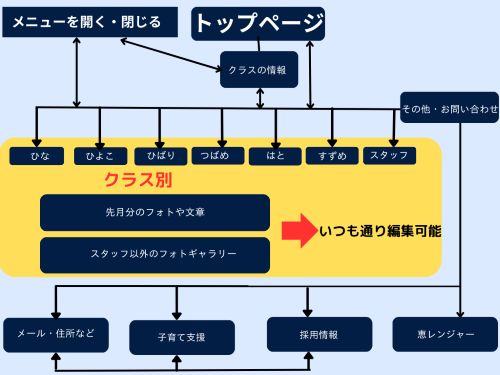 メニューを開く・閉じる
トップページ
クラスの情報
その他・お問い合わせ
ひな
ひよこ
ひばり
つばめ
はと
すずめ
スタッフ
クラス別
先月分のフォトや文章
いつも通り編集可能
スタッフ以外のフォトギャラリー
メール・住所など
子育て支援
採用情報
恵レンジャー